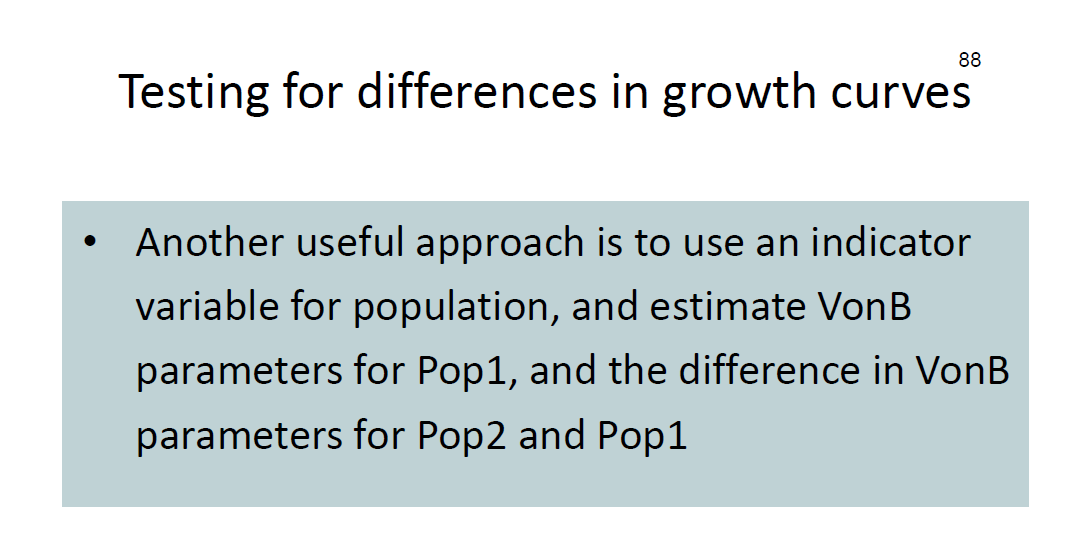 88
Testing for differences in growth curves
• Another useful approach is to use an indicator
variable for population, and estimate VonB
parameters for Pop1, and the difference in VonB
parameters for Pop2 and Pop1